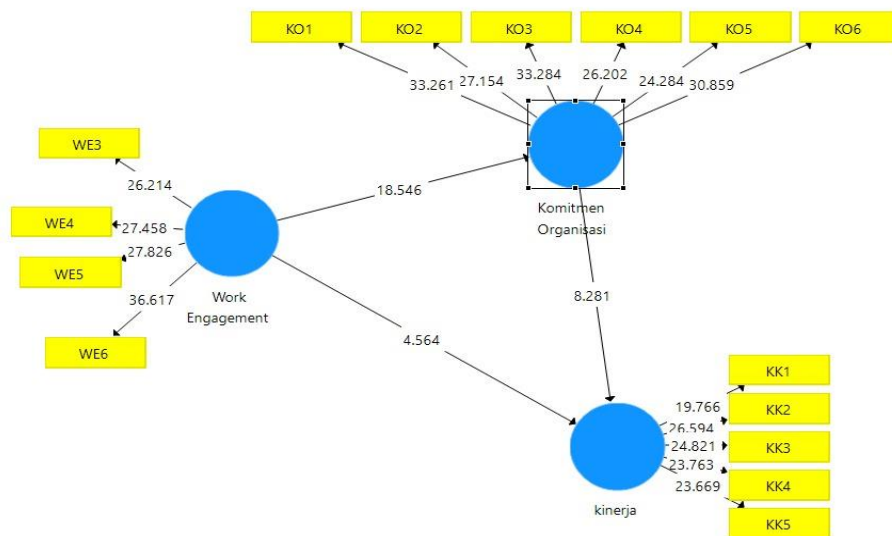 KO1 KO2 KO3 KO4 KO5 KO6
33.261 27.154 33.284 26.202 24.284 30.859
WE3
26.214
WE4
27.458
WE5
27.826
36.617
WE6
Work
Engagement
18.546
Komitmen
Organisasi
8.281
4.564
kinerja
KK1
19.766
KK2
26.594
KK3
24.821
KK4
23.763
KK5
23.669